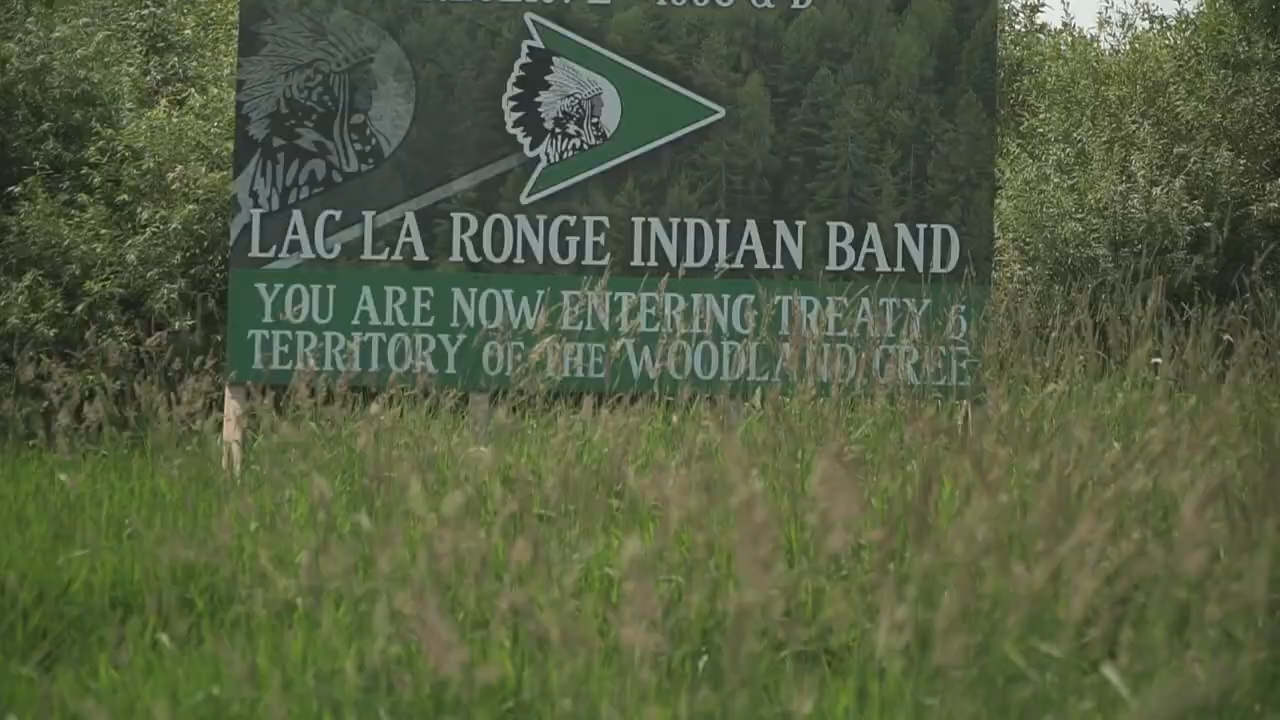 LAC LA RONGE INDIAN BAND
YOU ARE NOW ENTERING TREATY 6
TERRITORY OF THE WOODLAND CREE